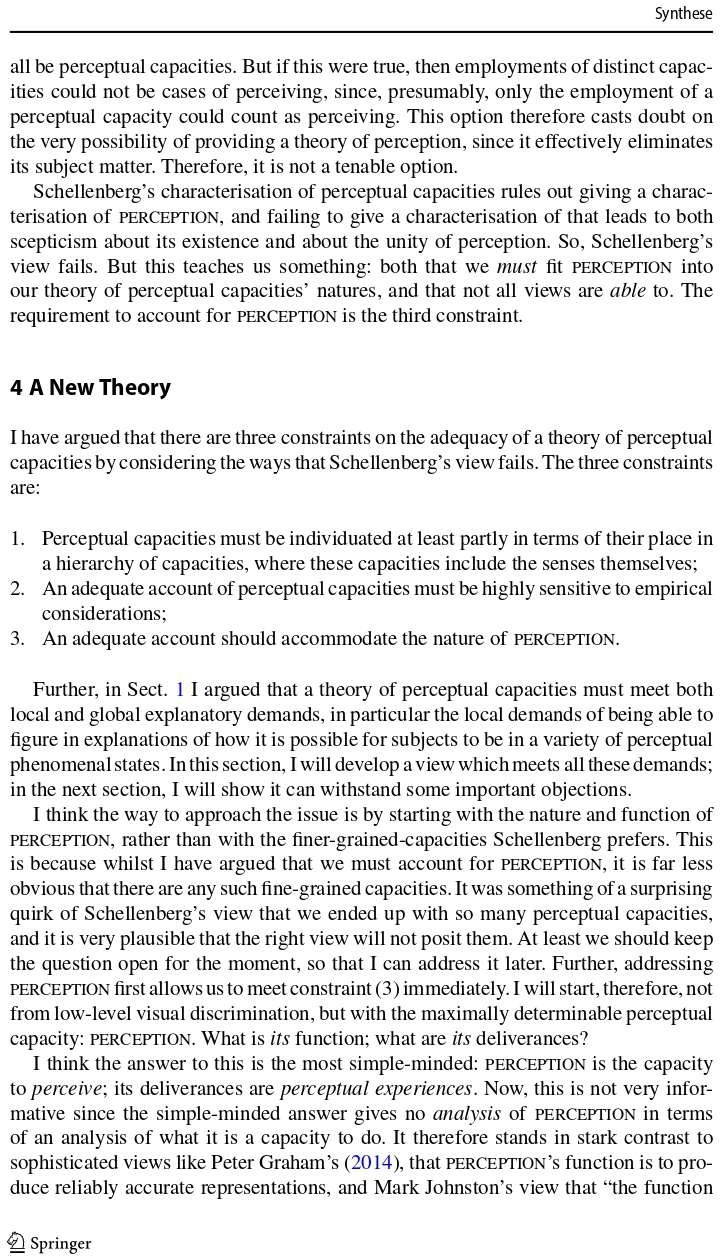 Synthese
all be perceptual capacities. But if this were true, then employments of distinct capac-
ities could not be cases of perceiving, since, presumably, only the employment of a
perceptual capacity could count as perceiving. This option therefore casts doubt on
the very possibility of providing a theory of perception, since it effectively eliminates
its subject matter. Therefore, it is not a tenable option.
Schellenberg's characterisation of perceptual capacities rules out giving a charac-
terisation of PERCEPTION, and failing to give a characterisation of that leads to both
scepticism about its existence and about the unity of perception. So, Schellenberg's
view fails. But this teaches us something: both that we must fit PERCEPTION into
our theory of perceptual capacities' natures, and that not all views are able to. The
requirement to account for PERCEPTION is the third constraint.
4 A New Theory
I have argued that there are three constraints on the adequacy of a theory of perceptual
capacities by considering the ways that Schellenberg's view fails. The three constraints
are:
1. Perceptual capacities must be individuated at least partly in terms of their place in
a hierarchy of capacities, where these capacities include the senses themselves;
2. An adequate account of perceptual capacities must be highly sensitive to empirical
considerations;
3. An adequate account should accommodate the nature of PERCEPTION.
Further, in Sect. 1 I argued that a theory of perceptual capacities must meet both
local and global explanatory demands, in particular the local demands of being able to
figure in explanations of how it is possible for subjects to be in a variety of perceptual
phenomenal states. In this section, I will develop a view which meets all these demands;
in the next section, I will show it can withstand some important objections.
I think the way to approach the issue is by starting with the nature and function of
PERCEPTION, rather than with the finer-grained-capacities Schellenberg prefers. This
is because whilst I have argued that we must account for PERCEPTION, it is far less
obvious that there are any such fine-grained capacities. It was something of a surprising
quirk of Schellenberg's view that we ended up with so many perceptual capacities,
and it is very plausible that the right view will not posit them. At least we should keep
the question open for the moment, so that I can address it later. Further, addressing
PERCEPTION first allows us to meet constraint (3) immediately. I will start, therefore, not
from low-level visual discrimination, but with the maximally determinable perceptual
capacity: PERCEPTION. What is its function; what are its deliverances?
I think the answer to this is the most simple-minded: PERCEPTION is the capacity
to perceive; its deliverances are perceptual experiences. Now, this is not very infor-
mative since the simple-minded answer gives no analysis of PERCEPTION in terms
of an analysis of what it is a capacity to do. It therefore stands in stark contrast to
sophisticated views like Peter Graham's (2014), that PERCEPTION's function is to pro-
duce reliably accurate representations, and Mark Johnston's view that “the function
Springer